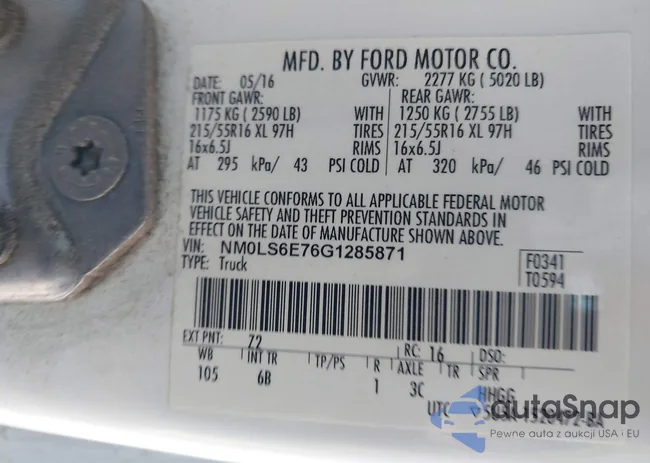 MFD. BY FORD MOTOR CO.
DATE: 05/16 GVWR: 2277 KG ( 5020 LB)
FRONT GAWR: REAR GAWR:
1175 KG ( 2590 LB) WITH 1250 KG ( 2755 LB) WITH
215/55R16 XL 97H TIRES 215/55R16 XL 97H TIRES
16x6.5J RIMS 16x6.5J RIMS
AT 295 kPa/ 43 PSI COLD AT 320 kPa/ 46 PSI COLD
THIS VEHICLE CONFORMS TO ALL APPLICABLE FEDERAL MOTOR
VEHICLE SAFETY AND THEFT PREVENTION STANDARDS IN
EFFECT ON THE DATE OF MANUFACTURE SHOWN ABOVE.
VIN: NM0LS6E76G1285871
TYPE: Truck
F0341
T0594
EXT PNT: Z2 RC: 16 DSO:
WB INT TR TP/PS R AXLE TR SPR
105 6B 1 3C HHGG
UTC
autoSnap
Pewne auta z aukcji USA i EU